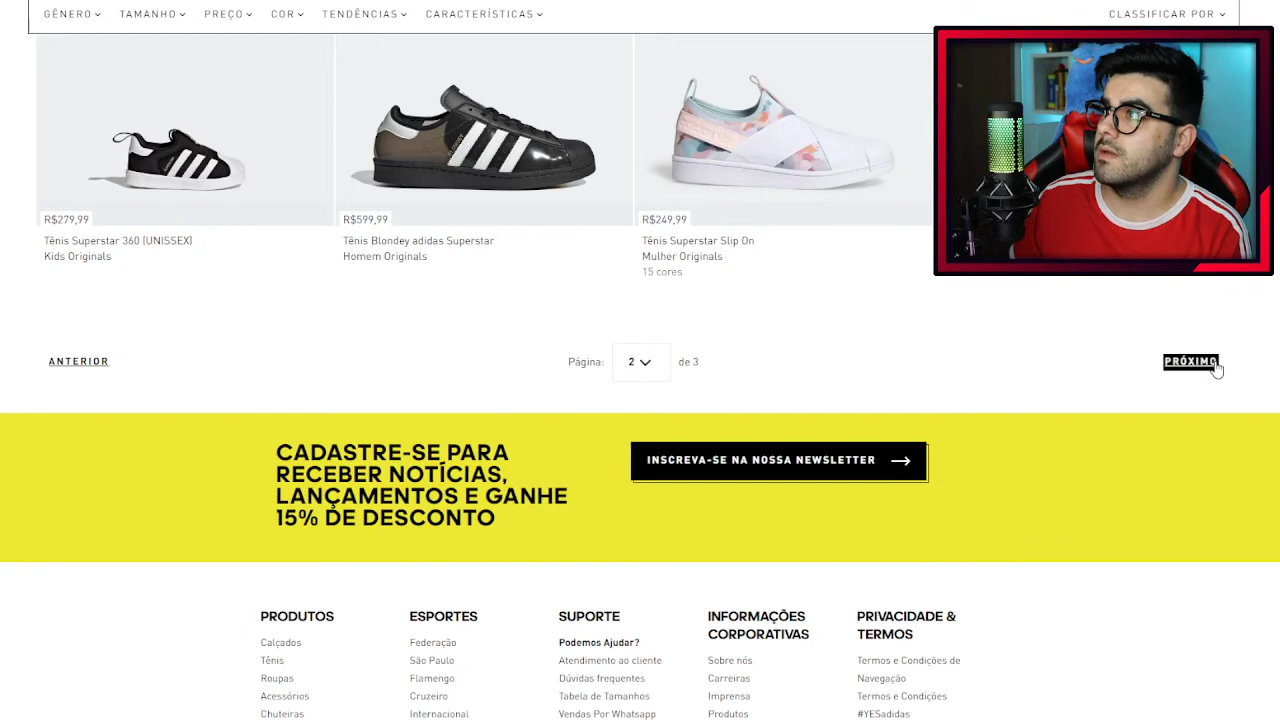 GÊNERO TAMANHO PREÇO COR TENDÊNCIAS CARACTERÍSTICAS CLASSIFICAR POR
R$279,99 R$599,99 R$249,99
Tênis Superstar 360 [UNISSEX] Tênis Blondey adidas Superstar Tênis Superstar Slip On
Kids Originals Homem Originals Mulher Originals
15 cores
ANTERIOR Página: 2 de 3 PRÓXIMO
CADASTRE-SE PARA
RECEBER NOTÍCIAS,
LANÇAMENTOS E GANHE
15% DE DESCONTO
INSCREVA-SE NA NOSSA NEWSLETTER
PRODUTOS
Calçados
Tênis
Roupas
Acessórios
Chuteiras
ESPORTES
Federação
São Paulo
Flamengo
Cruzeiro
Internacional
SUPORTE
Podemos Ajudar?
Atendimento ao cliente
Dúvidas frequentes
Tabela de Tamanhos
Vendas Por Whatsapp
INFORMAÇÕES
CORPORATIVAS
Sobre nós
Carreiras
Imprensa
Produtos
PRIVACIDADE &
TERMOS
Termos e Condições de
Navegação
Termos e Condições
#YESadidas